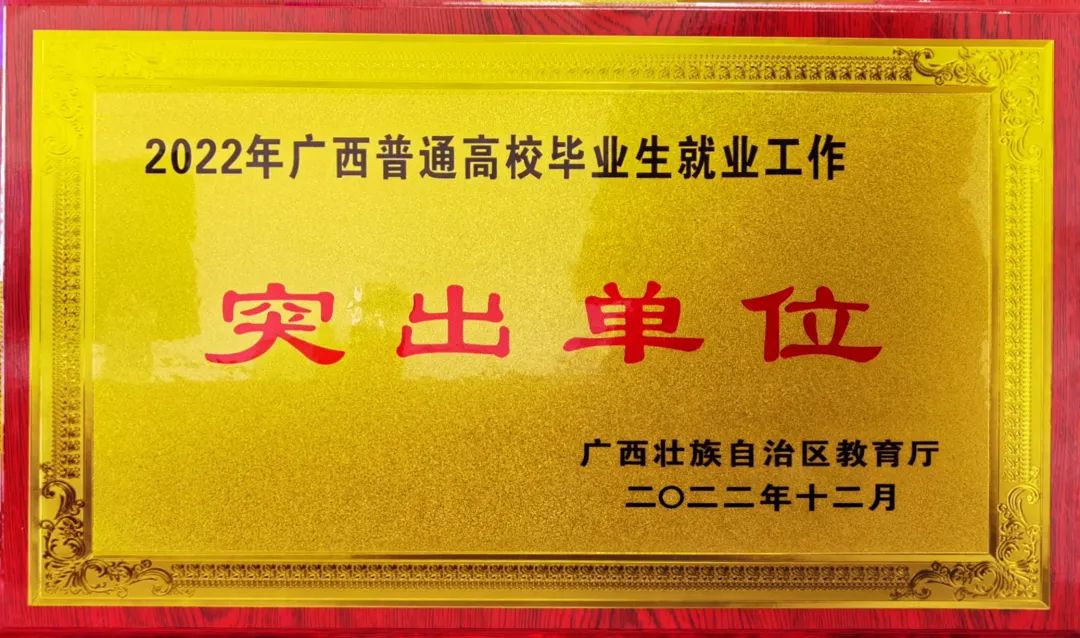 2022年广西普通高校毕业生就业工作
突出单位
广西壮族自治区教育厅
二〇二二年十二月